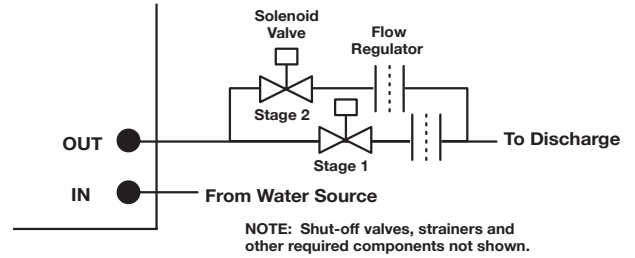 Solenoid
Valve
Flow
Regulator
Stage 2
OUT
To Discharge
Stage 1
IN
From Water Source
NOTE: Shut-off valves, strainers and
other required components not shown.